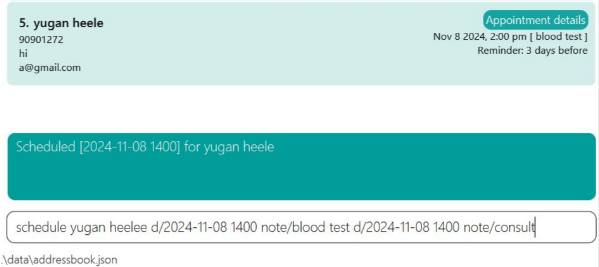 5. yugan heele
90901272
hi
a@gmail.com
Appointment details
Nov 8 2024, 2:00 pm [ blood test ]
Reminder: 3 days before
Scheduled [2024-11-08 1400] for yugan heele
schedule yugan heelee d/2024-11-08 1400 note/blood test d/2024-11-08 1400 note/consult
.\data\addressbook.json